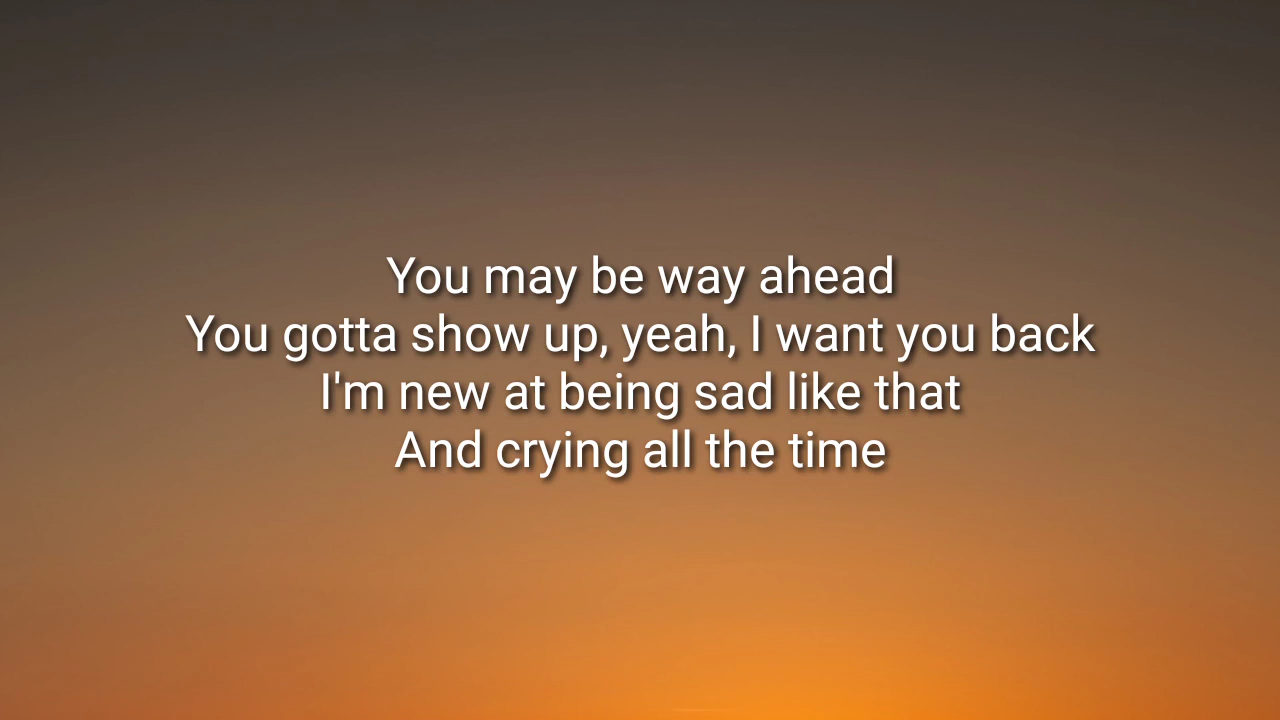 You may be way ahead
You gotta show up, yeah, I want you back
I'm new at being sad like that
And crying all the time